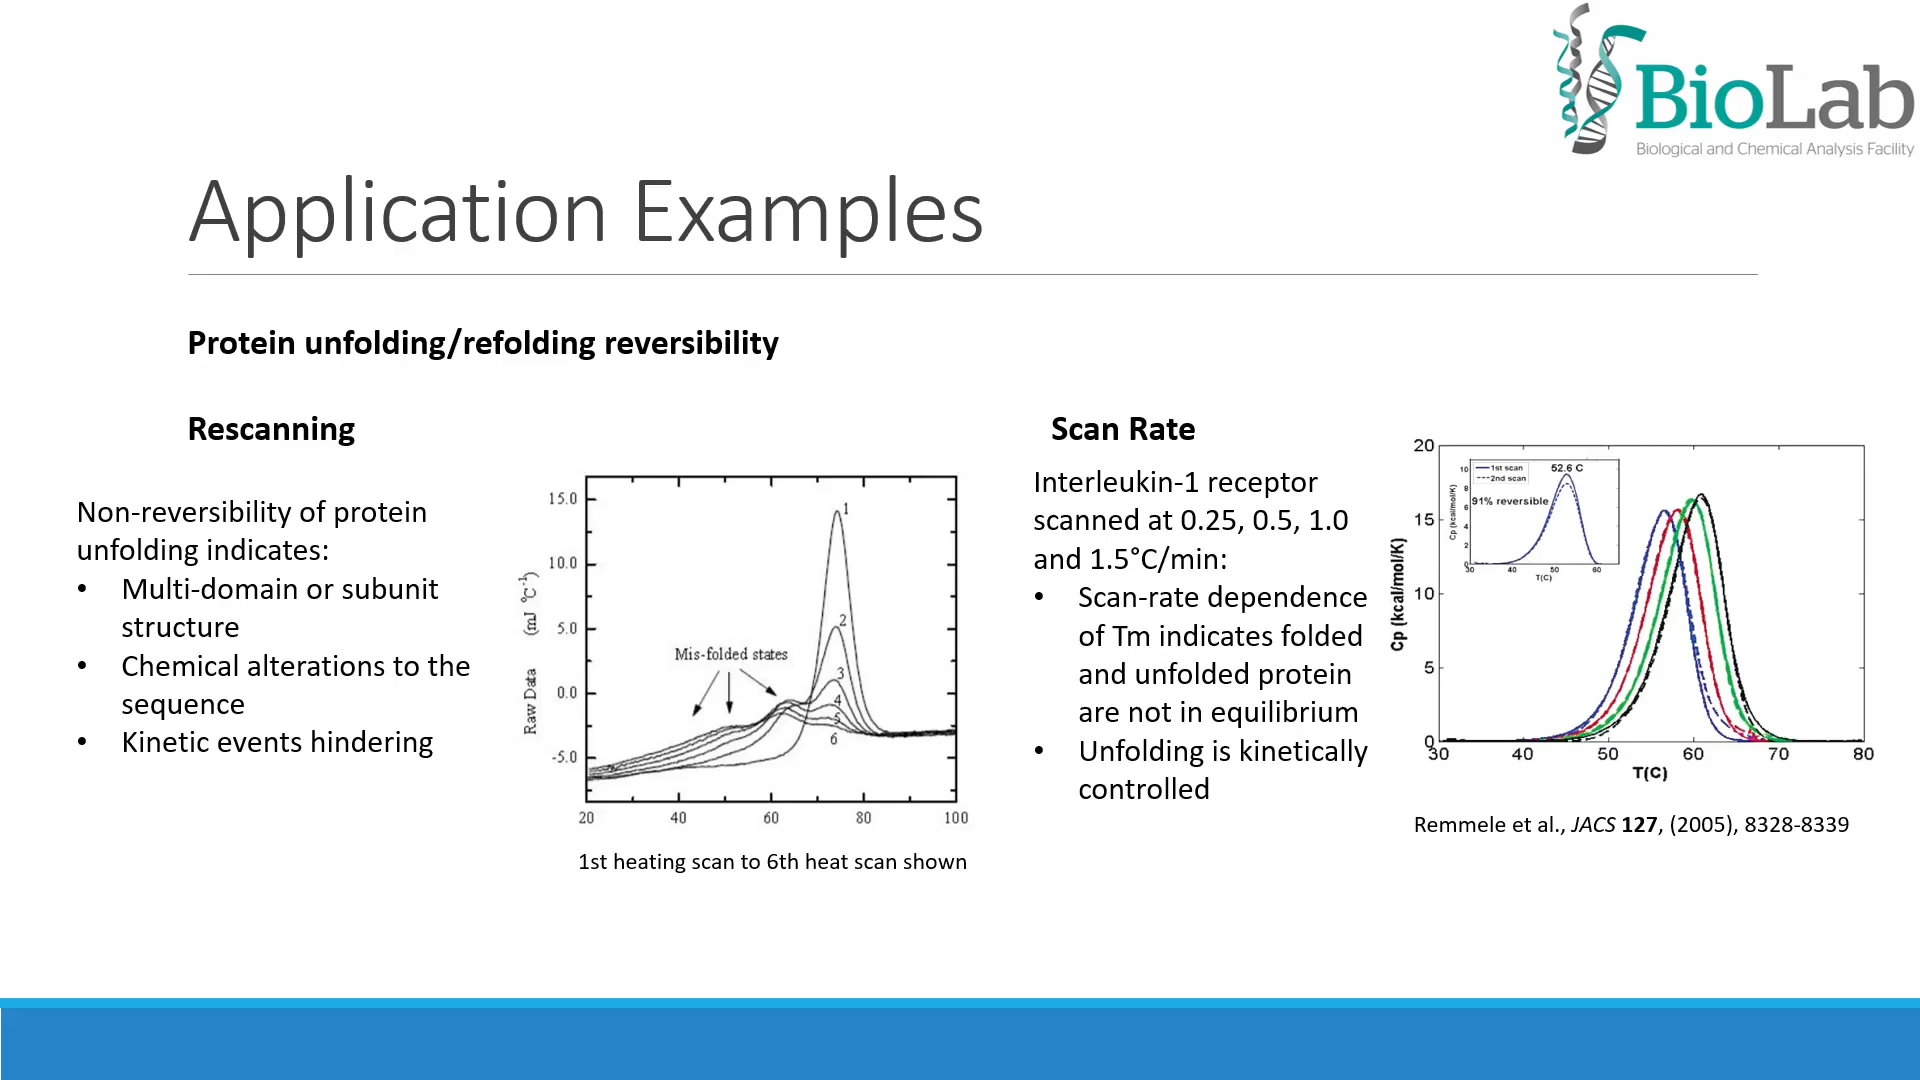 BioLab
Biological and Chemical Analysis Facility
Application Examples
Protein unfolding/refolding reversibility
Rescanning
Non-reversibility of protein
unfolding indicates:
• Multi-domain or subunit
structure
• Chemical alterations to the
sequence
• Kinetic events hindering
15.0
10.0
5.0
0.0
-5.0
Raw Data (mJ °C⁻¹)
Mis-folded states
1
2
3
4
5
6
20 40 60 80 100
1st heating scan to 6th heat scan shown
Scan Rate
Interleukin-1 receptor
scanned at 0.25, 0.5, 1.0
and 1.5°C/min:
• Scan-rate dependence
of Tm indicates folded
and unfolded protein
are not in equilibrium
• Unfolding is kinetically
controlled
20
15
10
5
0
Cp (kcal/mol/K)
30 40 50 60 70 80
T(C)
1st scan
2nd scan
52.6 C
91% reversible
10
8
6
4
2
0
Cp (kcal/mol/K)
30 40 50 60
T(C)
Remmele et al., JACS 127, (2005), 8328-8339